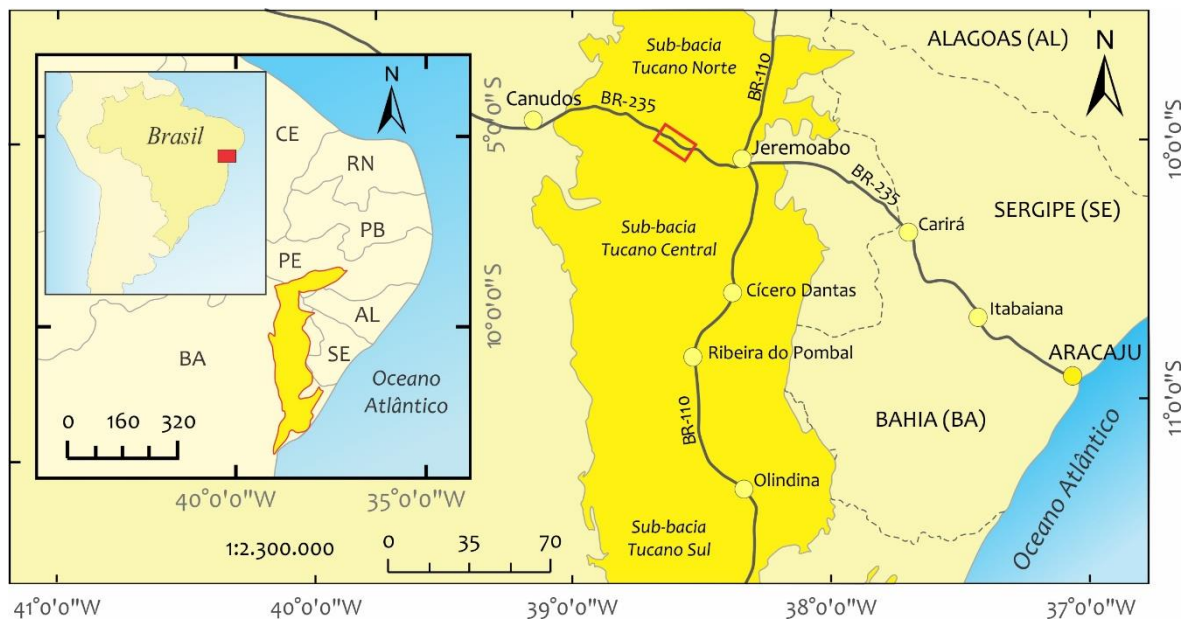 Brasil
N
CE
RN
PB
PE
AL
SE
BA
Oceano
Atlântico
0 160 320
5°0'0"S
10°0'0"S
40°0'0"W
35°0'0"W
Sub-bacia
Tucano Norte
BR-110
BR-235
Canudos
Jeremoabo
BR-235
ALAGOAS (AL)
N
SERGIPE (SE)
Carirá
Sub-bacia
Tucano Central
Cícero Dantas
Itabaiana
Ribeira do Pombal
ARACAJU
BR-110
BAHIA (BA)
Olindina
Oceano Atlântico
Sub-bacia
Tucano Sul
1:2.300.000
0 35 70
10°0'0"S
11°0'0"S
41°0'0"W
40°0'0"W
39°0'0"W
38°0'0"W
37°0'0"W